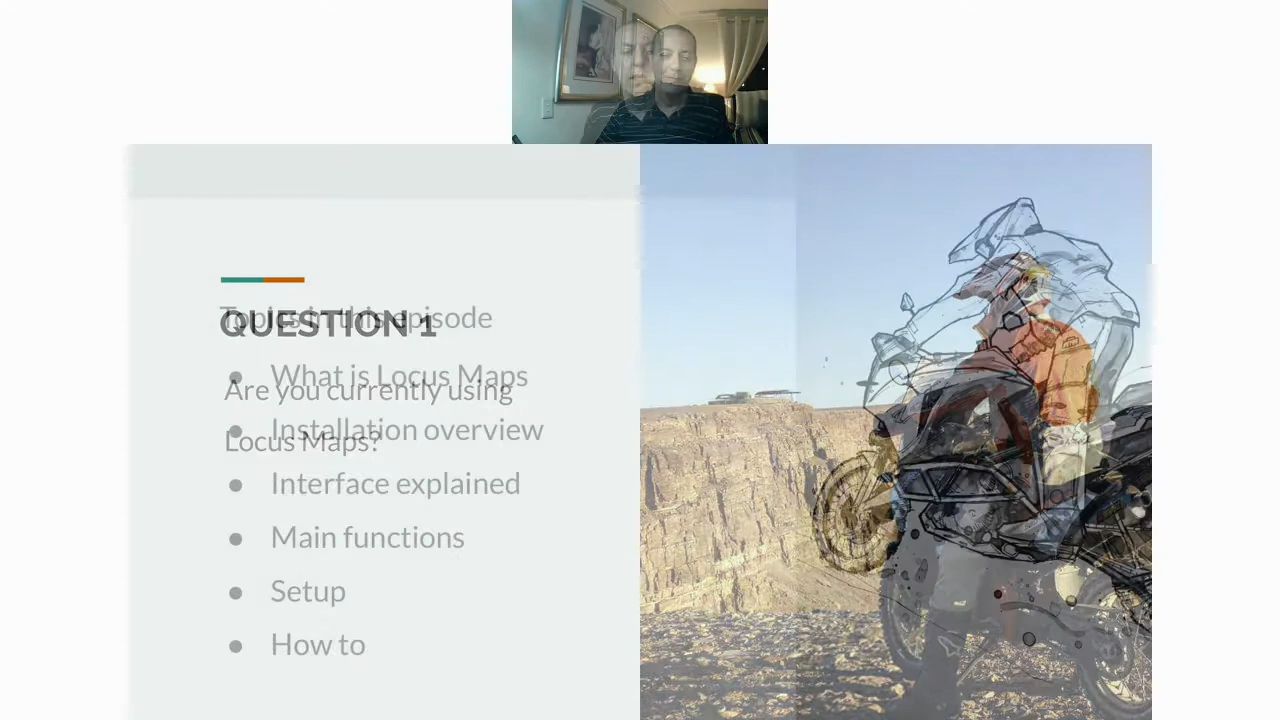 Topics in this episode
QUESTION 1
What is Locus Maps
Are you currently using
Installation overview
Locus Maps?
Interface explained
Main functions
Setup
How to